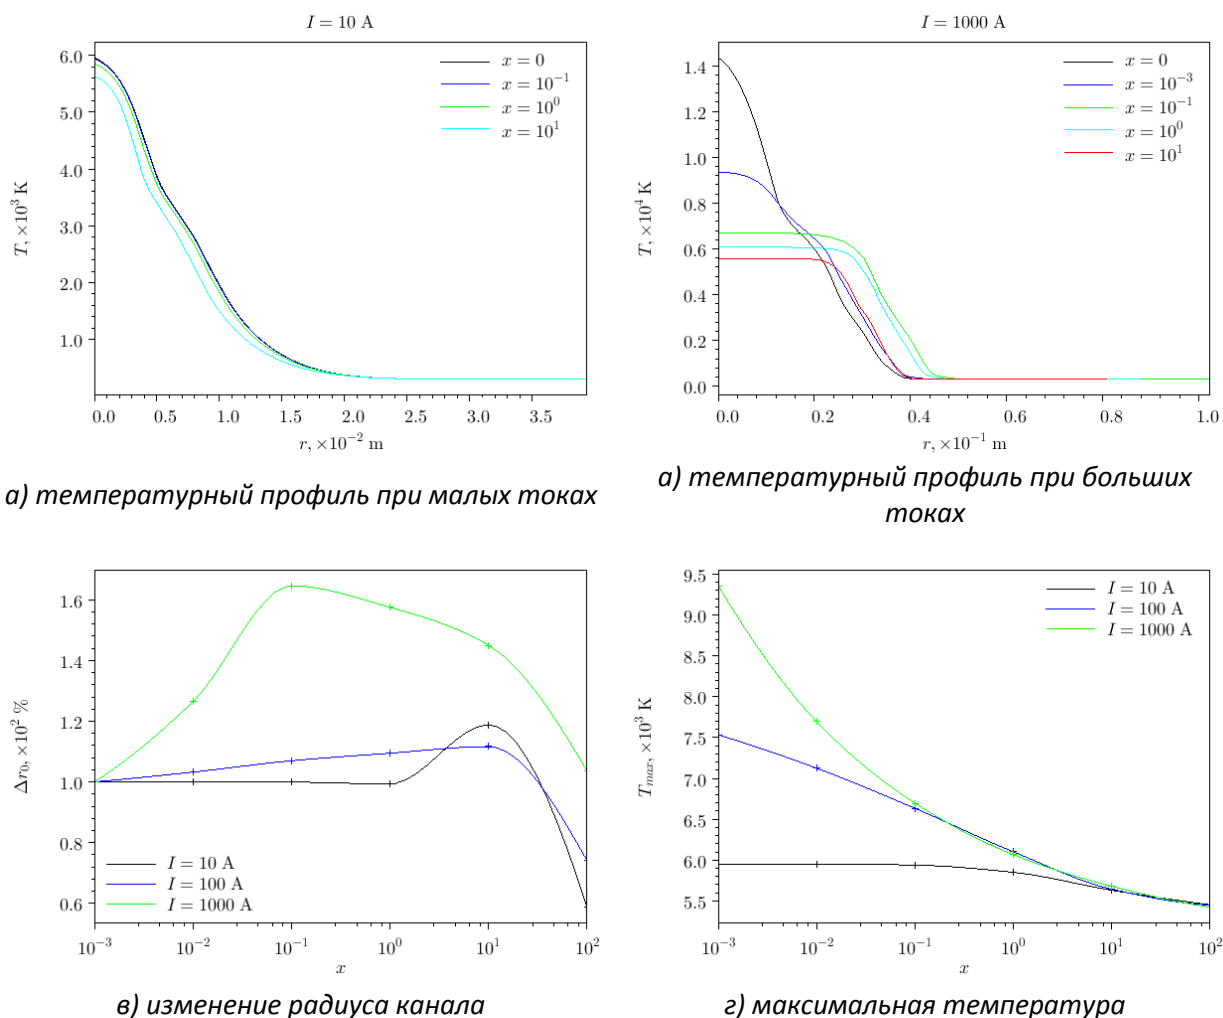 I = 10 A
6.0
5.0
4.0
3.0
2.0
1.0
T, ×10³ K
x = 0
x = 10⁻¹
x = 10⁰
x = 10¹
0.0 0.5 1.0 1.5 2.0 2.5 3.0 3.5
r, ×10⁻² m
а) температурный профиль при малых токах
I = 1000 A
1.4
1.2
1.0
0.8
0.6
0.4
0.2
0.0
T, ×10⁴ K
x = 0
x = 10⁻³
x = 10⁻¹
x = 10⁰
x = 10¹
0.0 0.2 0.4 0.6 0.8 1.0
r, ×10⁻¹ m
а) температурный профиль при больших
токах
1.6
1.4
1.2
1.0
0.8
0.6
Δr₀, ×10² %
I = 10 A
I = 100 A
I = 1000 A
10⁻³ 10⁻² 10⁻¹ 10⁰ 10¹ 10²
x
в) изменение радиуса канала
9.5
9.0
8.5
8.0
7.5
7.0
6.5
6.0
5.5
Tmax, ×10³ K
I = 10 A
I = 100 A
I = 1000 A
10⁻³ 10⁻² 10⁻¹ 10⁰ 10¹ 10²
x
г) максимальная температура